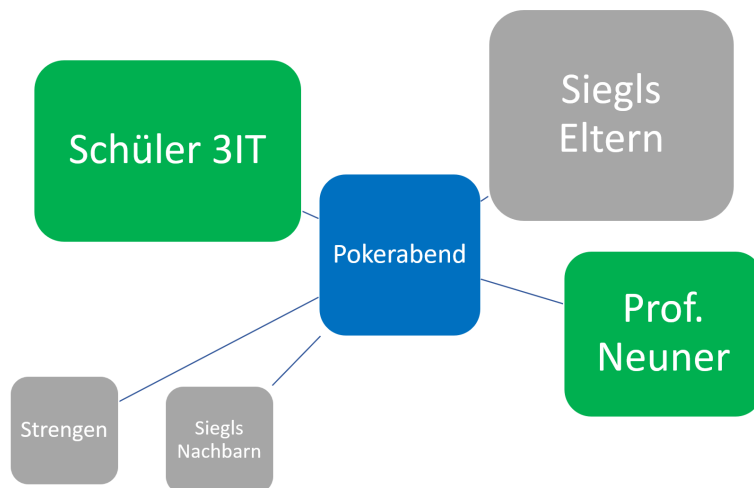 Siegls
Eltern
Schüler 3IT
Pokerabend
Prof.
Neuner
Strengen
Siegls
Nachbarn